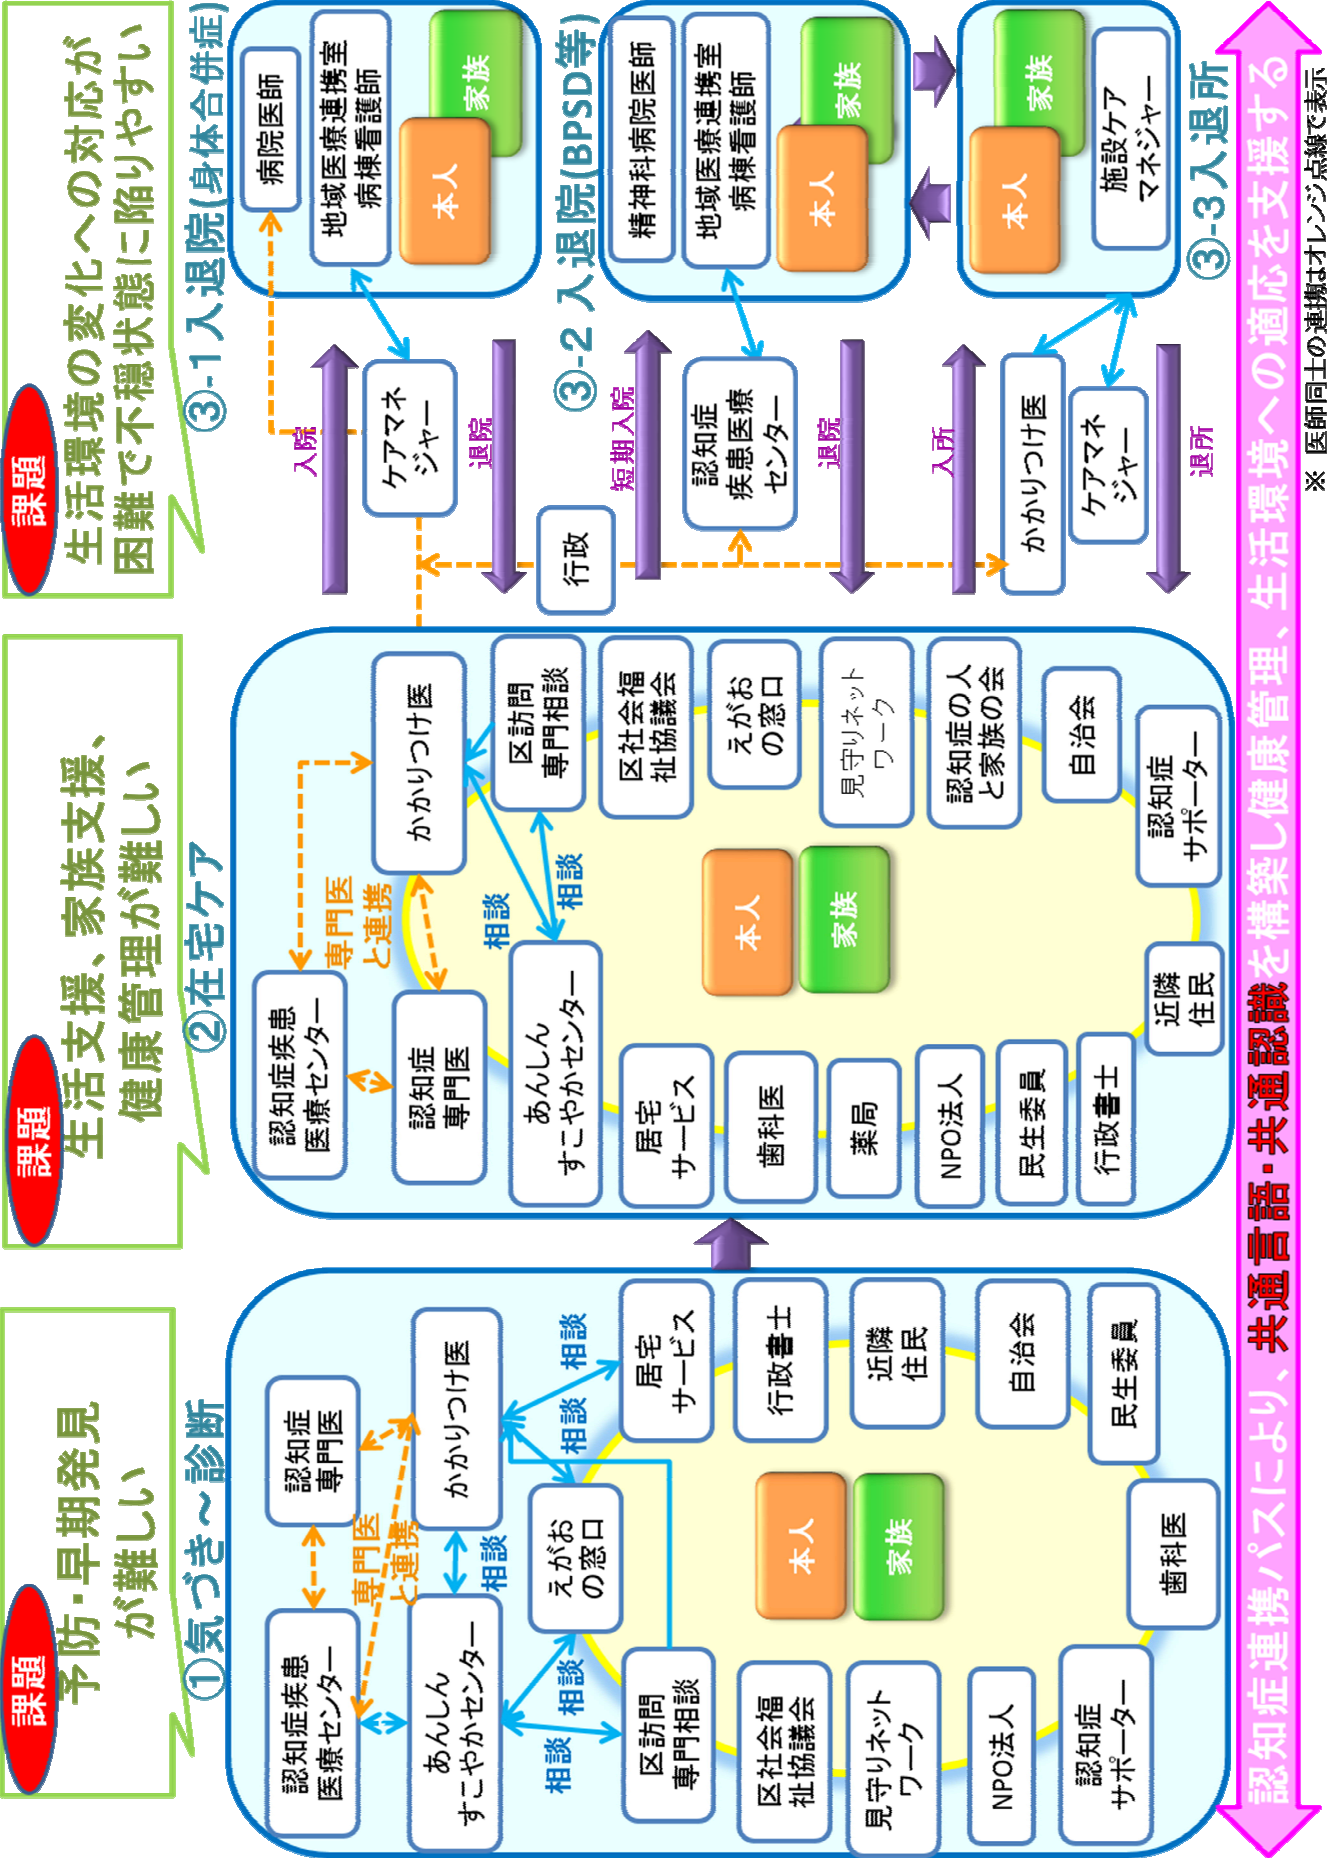 課題
予防・早期発見
が難しい
①気づき～診断
認知症
専門医
認知症疾患
医療センター
専門医
と連携
かかりつけ医
あんしん
すこやかセンター
相談
相談
相談
相談
相談
えがお
の窓口
区訪問
専門相談
居宅
サービス
区社会福
祉協議会
行政書士
見守りネット
ワーク
近隣
住民
NPO法人
自治会
認知症
サポーター
民生委員
歯科医
本人
家族
課題
生活支援、家族支援、
健康管理が難しい
②在宅ケア
認知症疾患
医療センター
専門医
と連携
かかりつけ医
認知症
専門医
あんしん
すこやかセンター
相談
相談
区訪問
専門相談
居宅
サービス
区社会福
祉協議会
歯科医
えがお
の窓口
薬局
見守りネット
ワーク
NPO法人
認知症の人
と家族の会
民生委員
自治会
行政書士
認知症
サポーター
近隣
住民
本人
家族
課題
生活環境の変化への対応が
困難で不穏状態に陥りやすい
③-1入退院(身体合併症)
病院医師
地域医療連携室
病棟看護師
本人
家族
入院
ケアマネ
ジャー
退院
行政
③-2 入退院(BPSD等)
精神科病院医師
地域医療連携室
病棟看護師
本人
家族
短期入院
認知症
疾患医療
センター
退院
③-3入退所
本人
家族
施設ケア
マネジャー
入所
かかりつけ医
ケアマネ
ジャー
退所
認知症連携パスにより、共通言語・共通認識を構築し健康管理、生活環境への適応を支援する
※ 医師同士の連携はオレンジ点線で表示